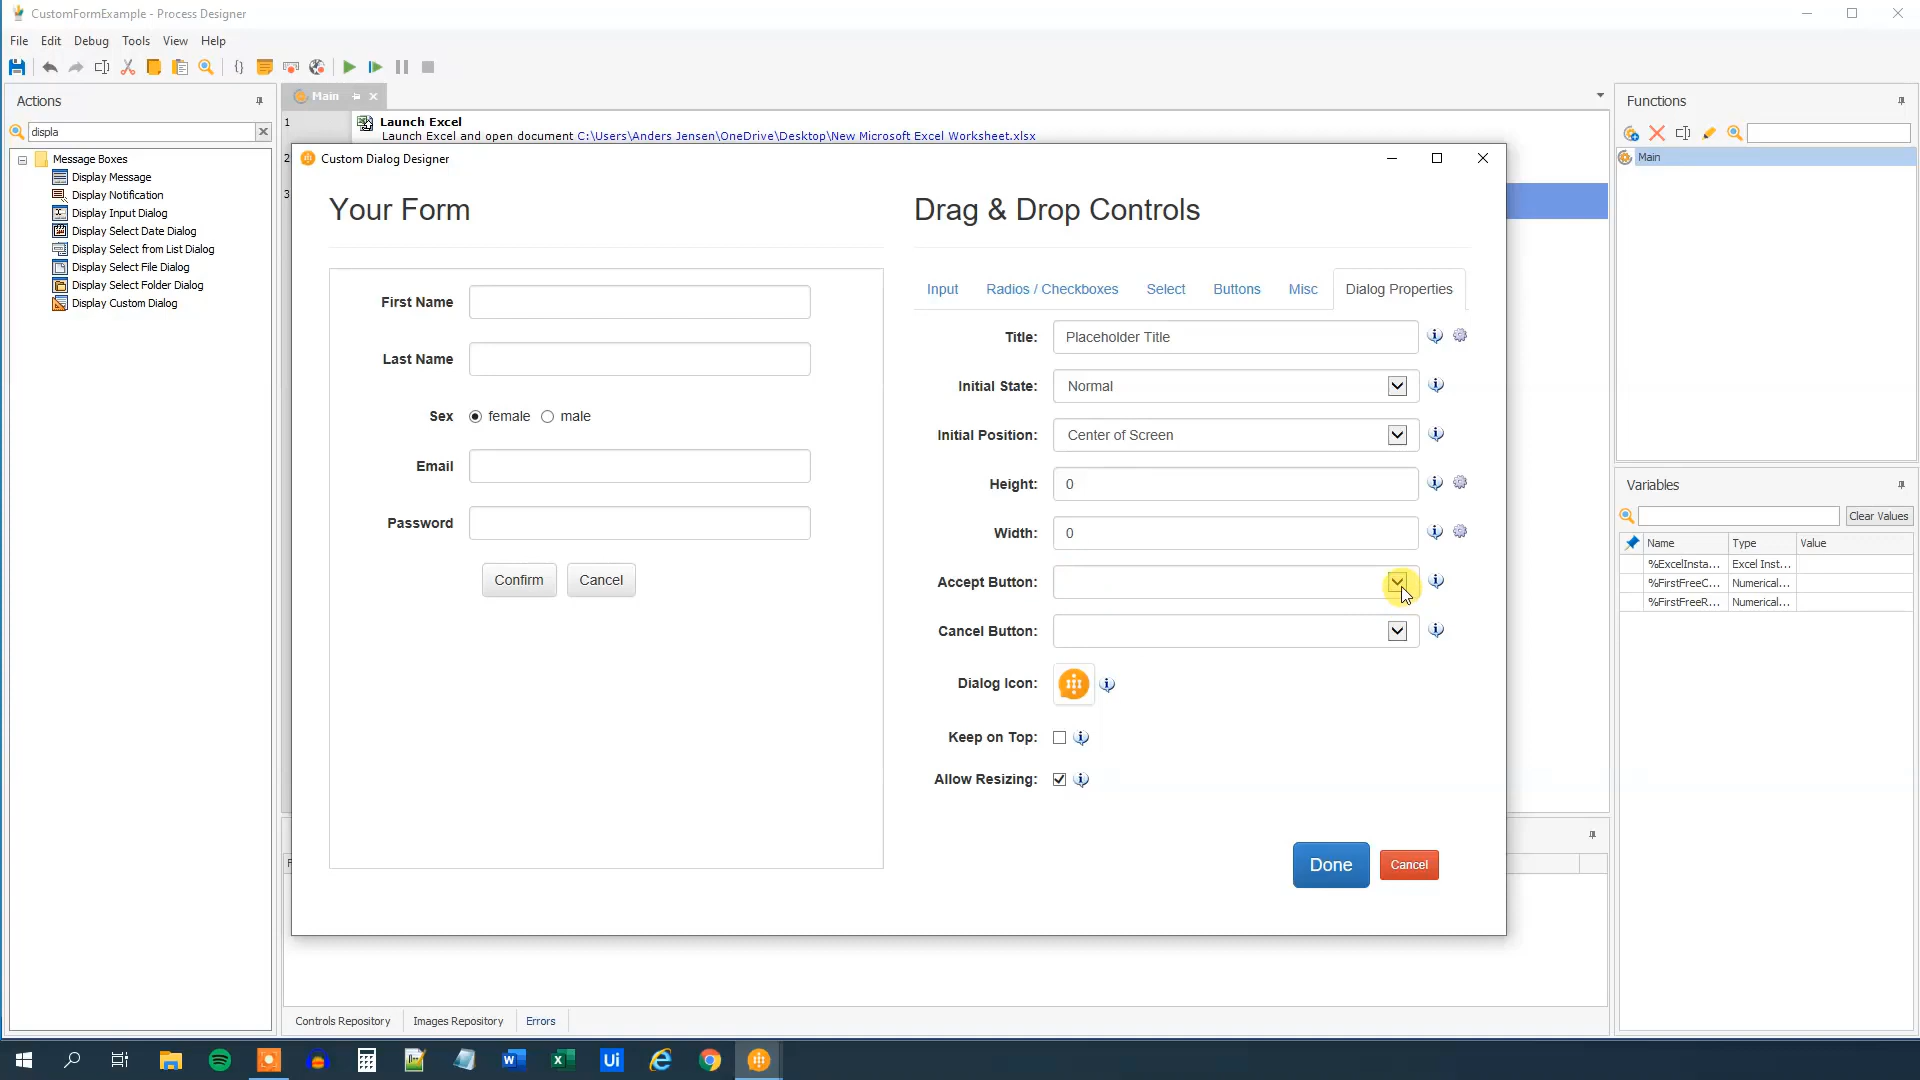 CustomFormExample - Process Designer
File Edit Debug Tools View Help
Actions
displa
Message Boxes
Display Message
Display Notification
Display Input Dialog
Display Select Date Dialog
Display Select from List Dialog
Display Select File Dialog
Display Select Folder Dialog
Display Custom Dialog
Main
1
Launch Excel
Launch Excel and open document C:\Users\Anders Jensen\OneDrive\Desktop\New Microsoft Excel Worksheet.xlsx
2
3
Custom Dialog Designer
Your Form
First Name
Last Name
Sex female male
Email
Password
Confirm Cancel
Drag & Drop Controls
Input Radios / Checkboxes Select Buttons Misc Dialog Properties
Title: Placeholder Title
Initial State: Normal
Initial Position: Center of Screen
Height: 0
Width: 0
Accept Button:
Cancel Button:
Dialog Icon:
Keep on Top:
Allow Resizing:
Done Cancel
Controls Repository Images Repository Errors
Functions
Main
Variables
Clear Values
Name Type Value
%ExcelInsta... Excel Inst...
%FirstFreeC... Numerical...
%FirstFreeR... Numerical...